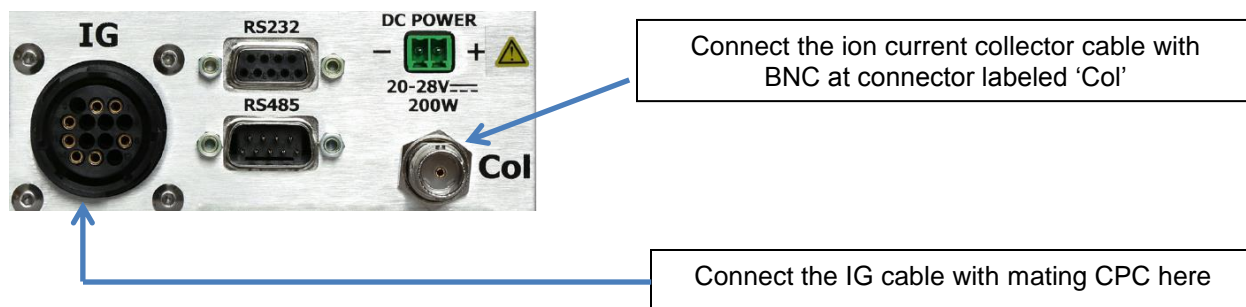 IG
RS232
DC POWER
− +
20-28V⎓
200W
RS485
Col
Connect the ion current collector cable with
BNC at connector labeled ‘Col’
Connect the IG cable with mating CPC here